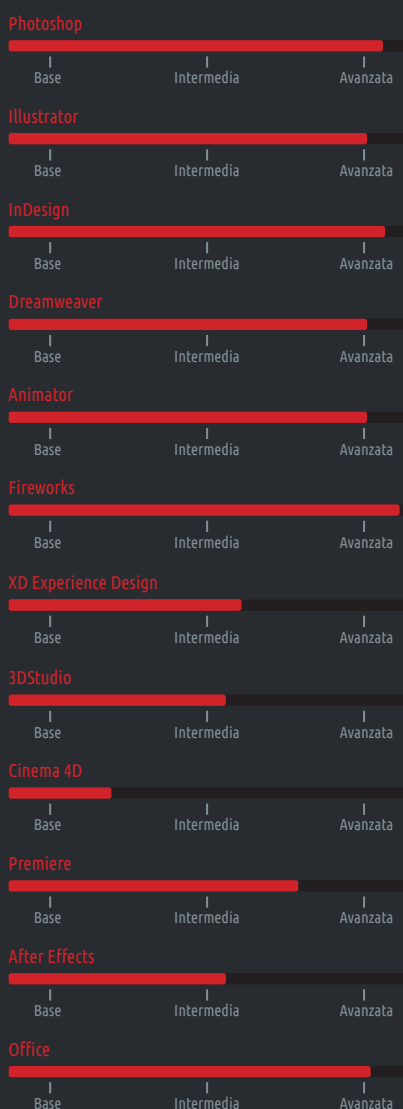 Photoshop
Base Intermedia Avanzata
Illustrator
Base Intermedia Avanzata
InDesign
Base Intermedia Avanzata
Dreamweaver
Base Intermedia Avanzata
Animator
Base Intermedia Avanzata
Fireworks
Base Intermedia Avanzata
XD Experience Design
Base Intermedia Avanzata
3DStudio
Base Intermedia Avanzata
Cinema 4D
Base Intermedia Avanzata
Premiere
Base Intermedia Avanzata
After Effects
Base Intermedia Avanzata
Office
Base Intermedia Avanzata